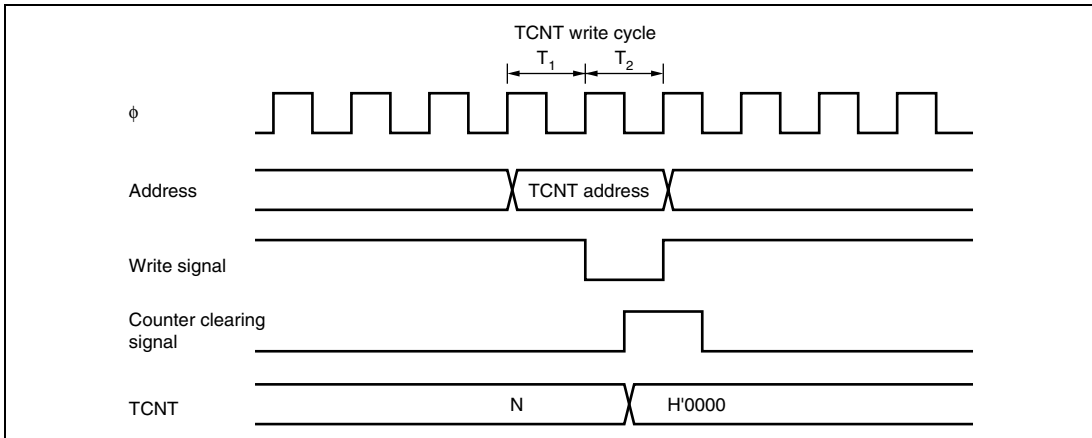 TCNT write cycle
T1 T2
ϕ
Address
TCNT address
Write signal
Counter clearing
signal
TCNT
N
H'0000